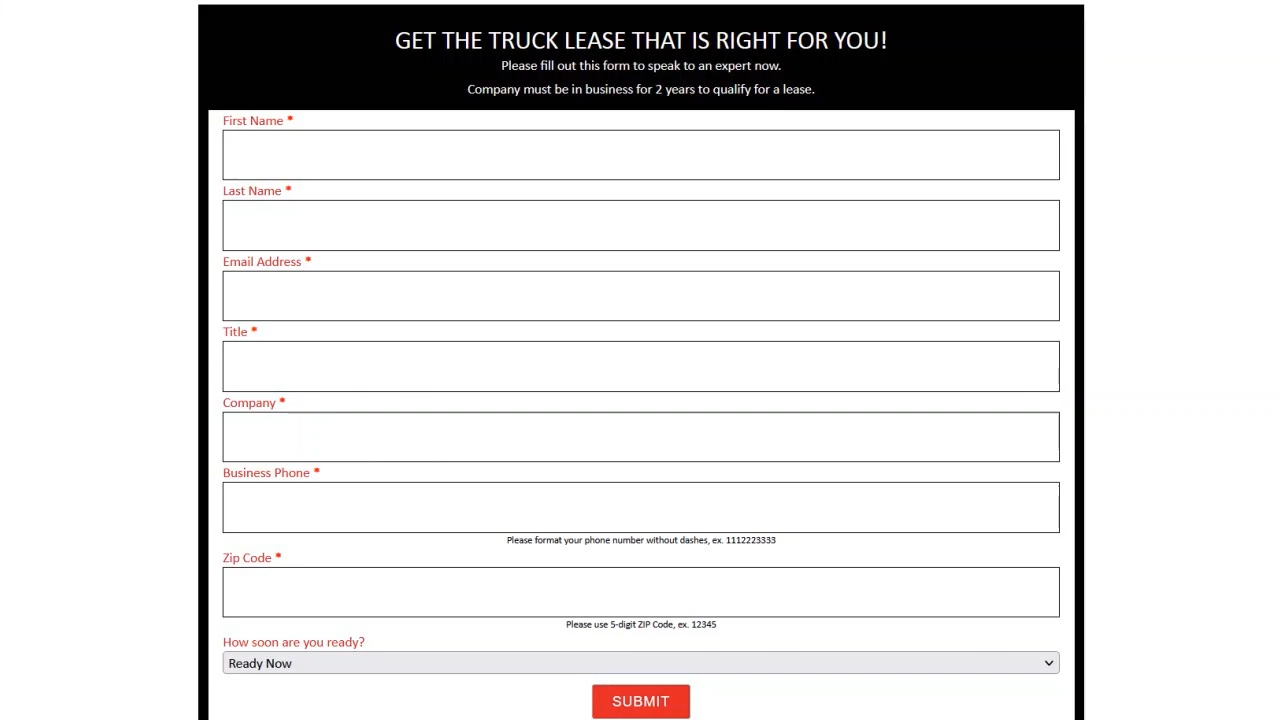 GET THE TRUCK LEASE THAT IS RIGHT FOR YOU!
Please fill out this form to speak to an expert now.
Company must be in business for 2 years to qualify for a lease.
First Name *
Last Name *
Email Address *
Title *
Company *
Business Phone *
Please format your phone number without dashes, ex. 1112223333
Zip Code *
Please use 5-digit ZIP Code, ex. 12345
How soon are you ready?
Ready Now
SUBMIT